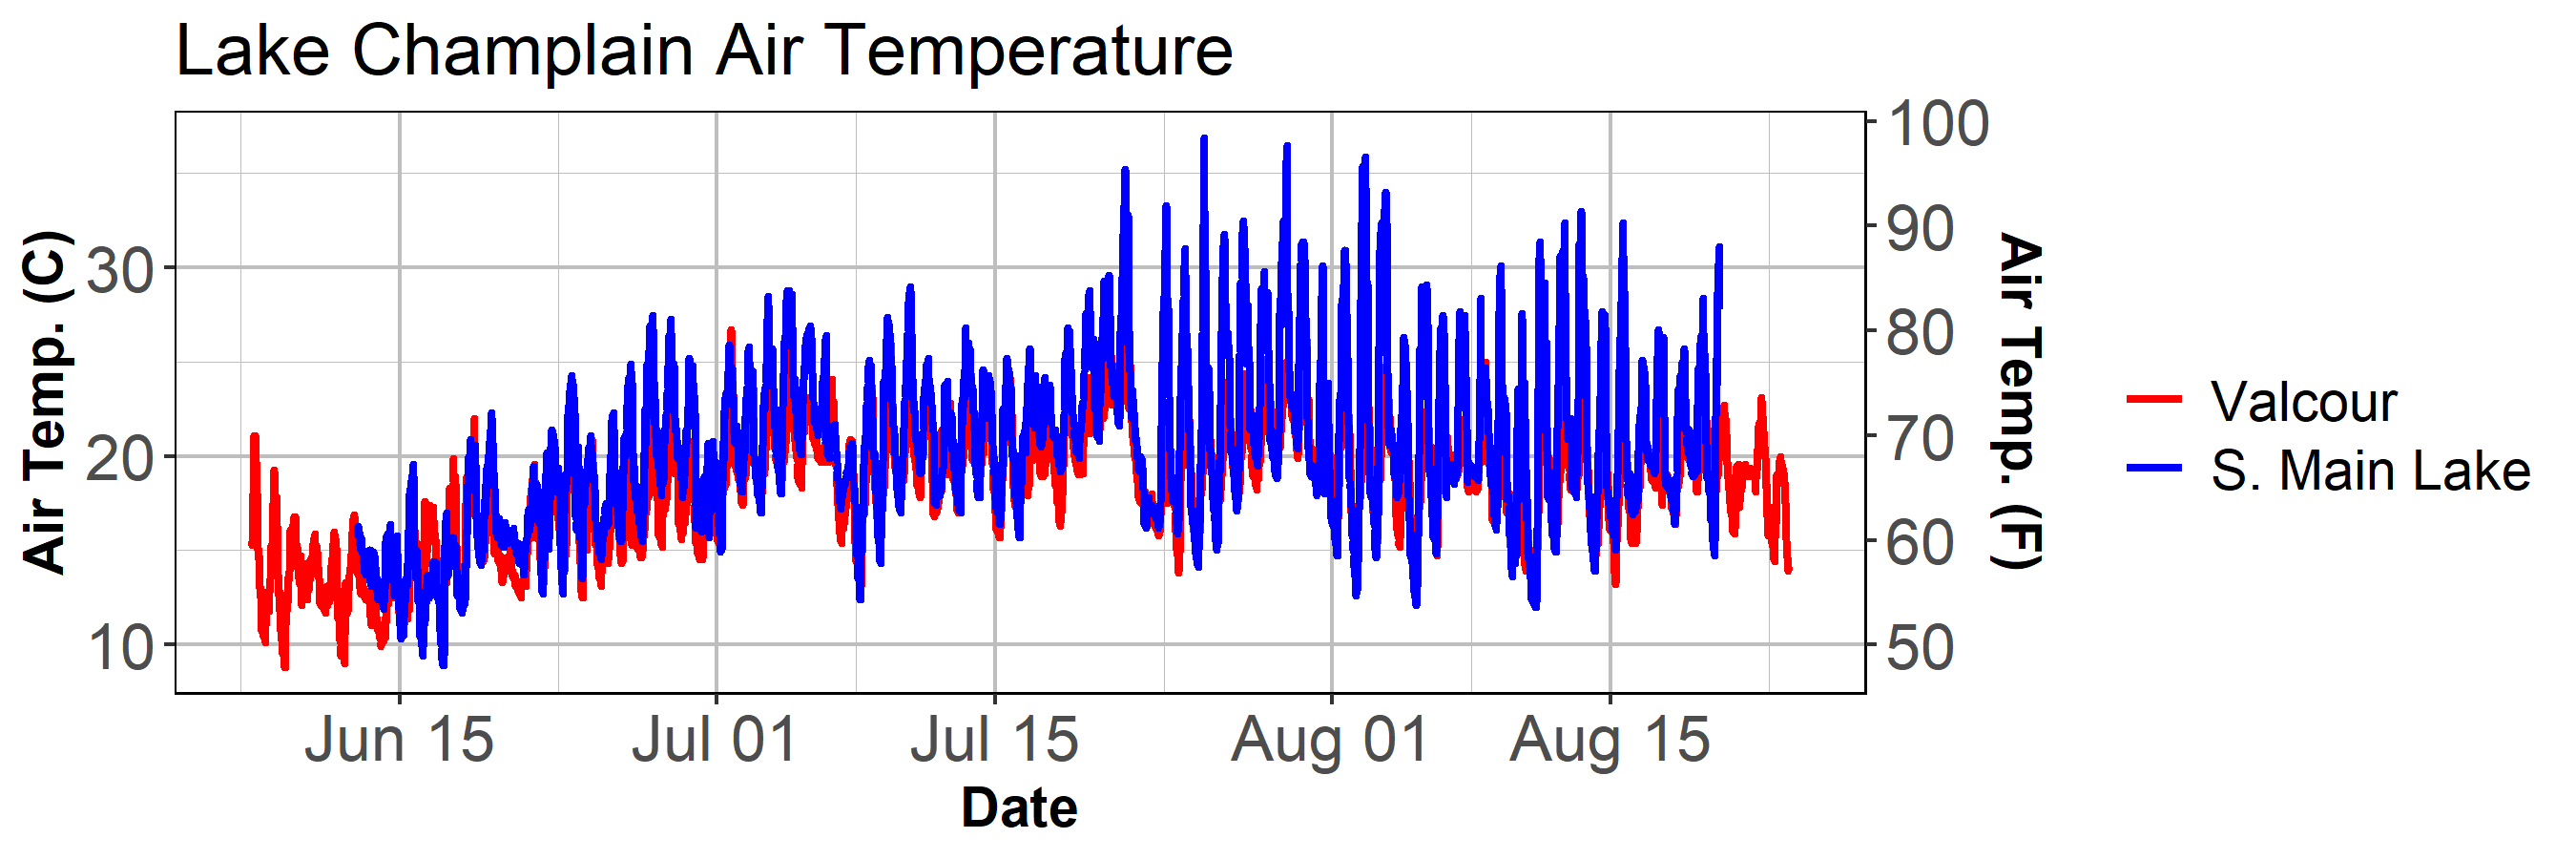 Lake Champlain Air Temperature
Air Temp. (C)
30
20
10
100
90
80
70
60
50
Air Temp. (F)
Jun 15
Jul 01
Jul 15
Aug 01
Aug 15
Date
Valcour
S. Main Lake